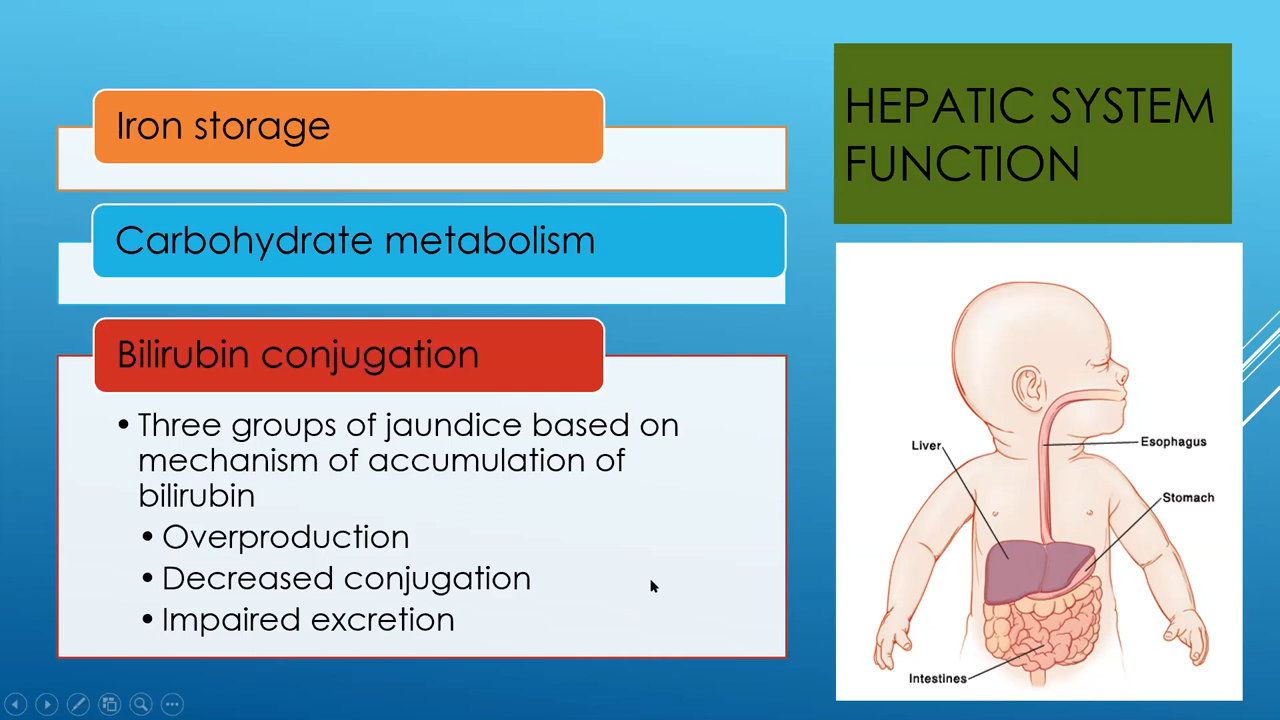 HEPATIC SYSTEM
FUNCTION
Iron storage
Carbohydrate metabolism
Bilirubin conjugation
• Three groups of jaundice based on
mechanism of accumulation of
bilirubin
• Overproduction
• Decreased conjugation
• Impaired excretion
Liver
Esophagus
Stomach
Intestines